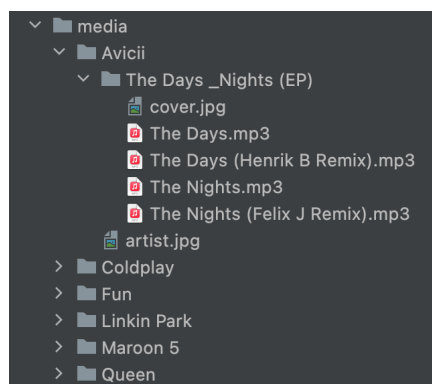 media
Avicii
The Days _Nights (EP)
cover.jpg
The Days.mp3
The Days (Henrik B Remix).mp3
The Nights.mp3
The Nights (Felix J Remix).mp3
artist.jpg
Coldplay
Fun
Linkin Park
Maroon 5
Queen